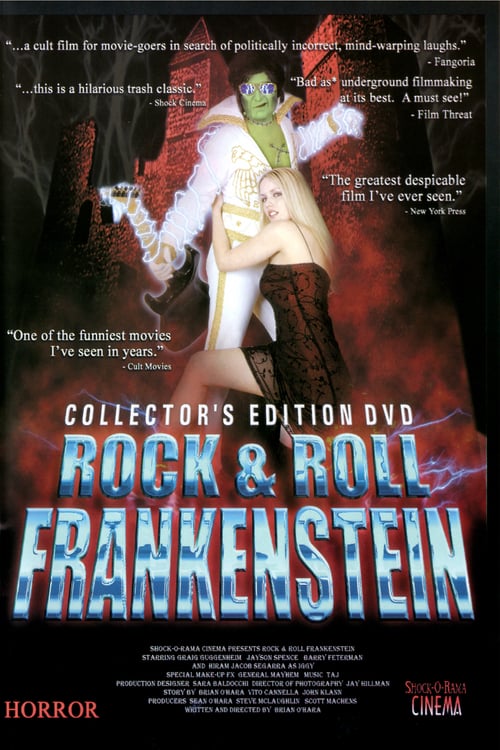 "...a cult film for movie-goers in search of politically incorrect, mind-warping laughs."
- Fangoria
"...this is a hilarious trash classic."
- Shock Cinema
"Bad as* underground filmmaking
at its best. A must see!"
- Film Threat
"The greatest despicable
film I've ever seen."
- New York Press
"One of the funniest movies
I've seen in years."
- Cult Movies
COLLECTOR'S EDITION DVD
ROCK & ROLL
FRANKENSTEIN
SHOCK-O-RAMA CINEMA PRESENTS ROCK & ROLL FRANKENSTEIN
STARRING GRAIG GUGGENHEIM JAYSON SPENCE BARRY FETERMAN
AND HIRAM JACOB SEGARRA AS IGGY
SPECIAL MAKE-UP FX GENERAL MAYHEM MUSIC TAJ
PRODUCTION DESIGNER SARA BALDOCCHI DIRECTOR OF PHOTOGRAPHY JAY HILLMAN
STORY BY BRIAN O'HARA VITO CANNELLA JOHN KLANN
PRODUCERS SEAN O'HARA STEVE MCLAUGHLIN SCOTT MACHENS
WRITTEN AND DIRECTED BY BRIAN O'HARA
HORROR
SHOCK-O-RAMA
CINEMA